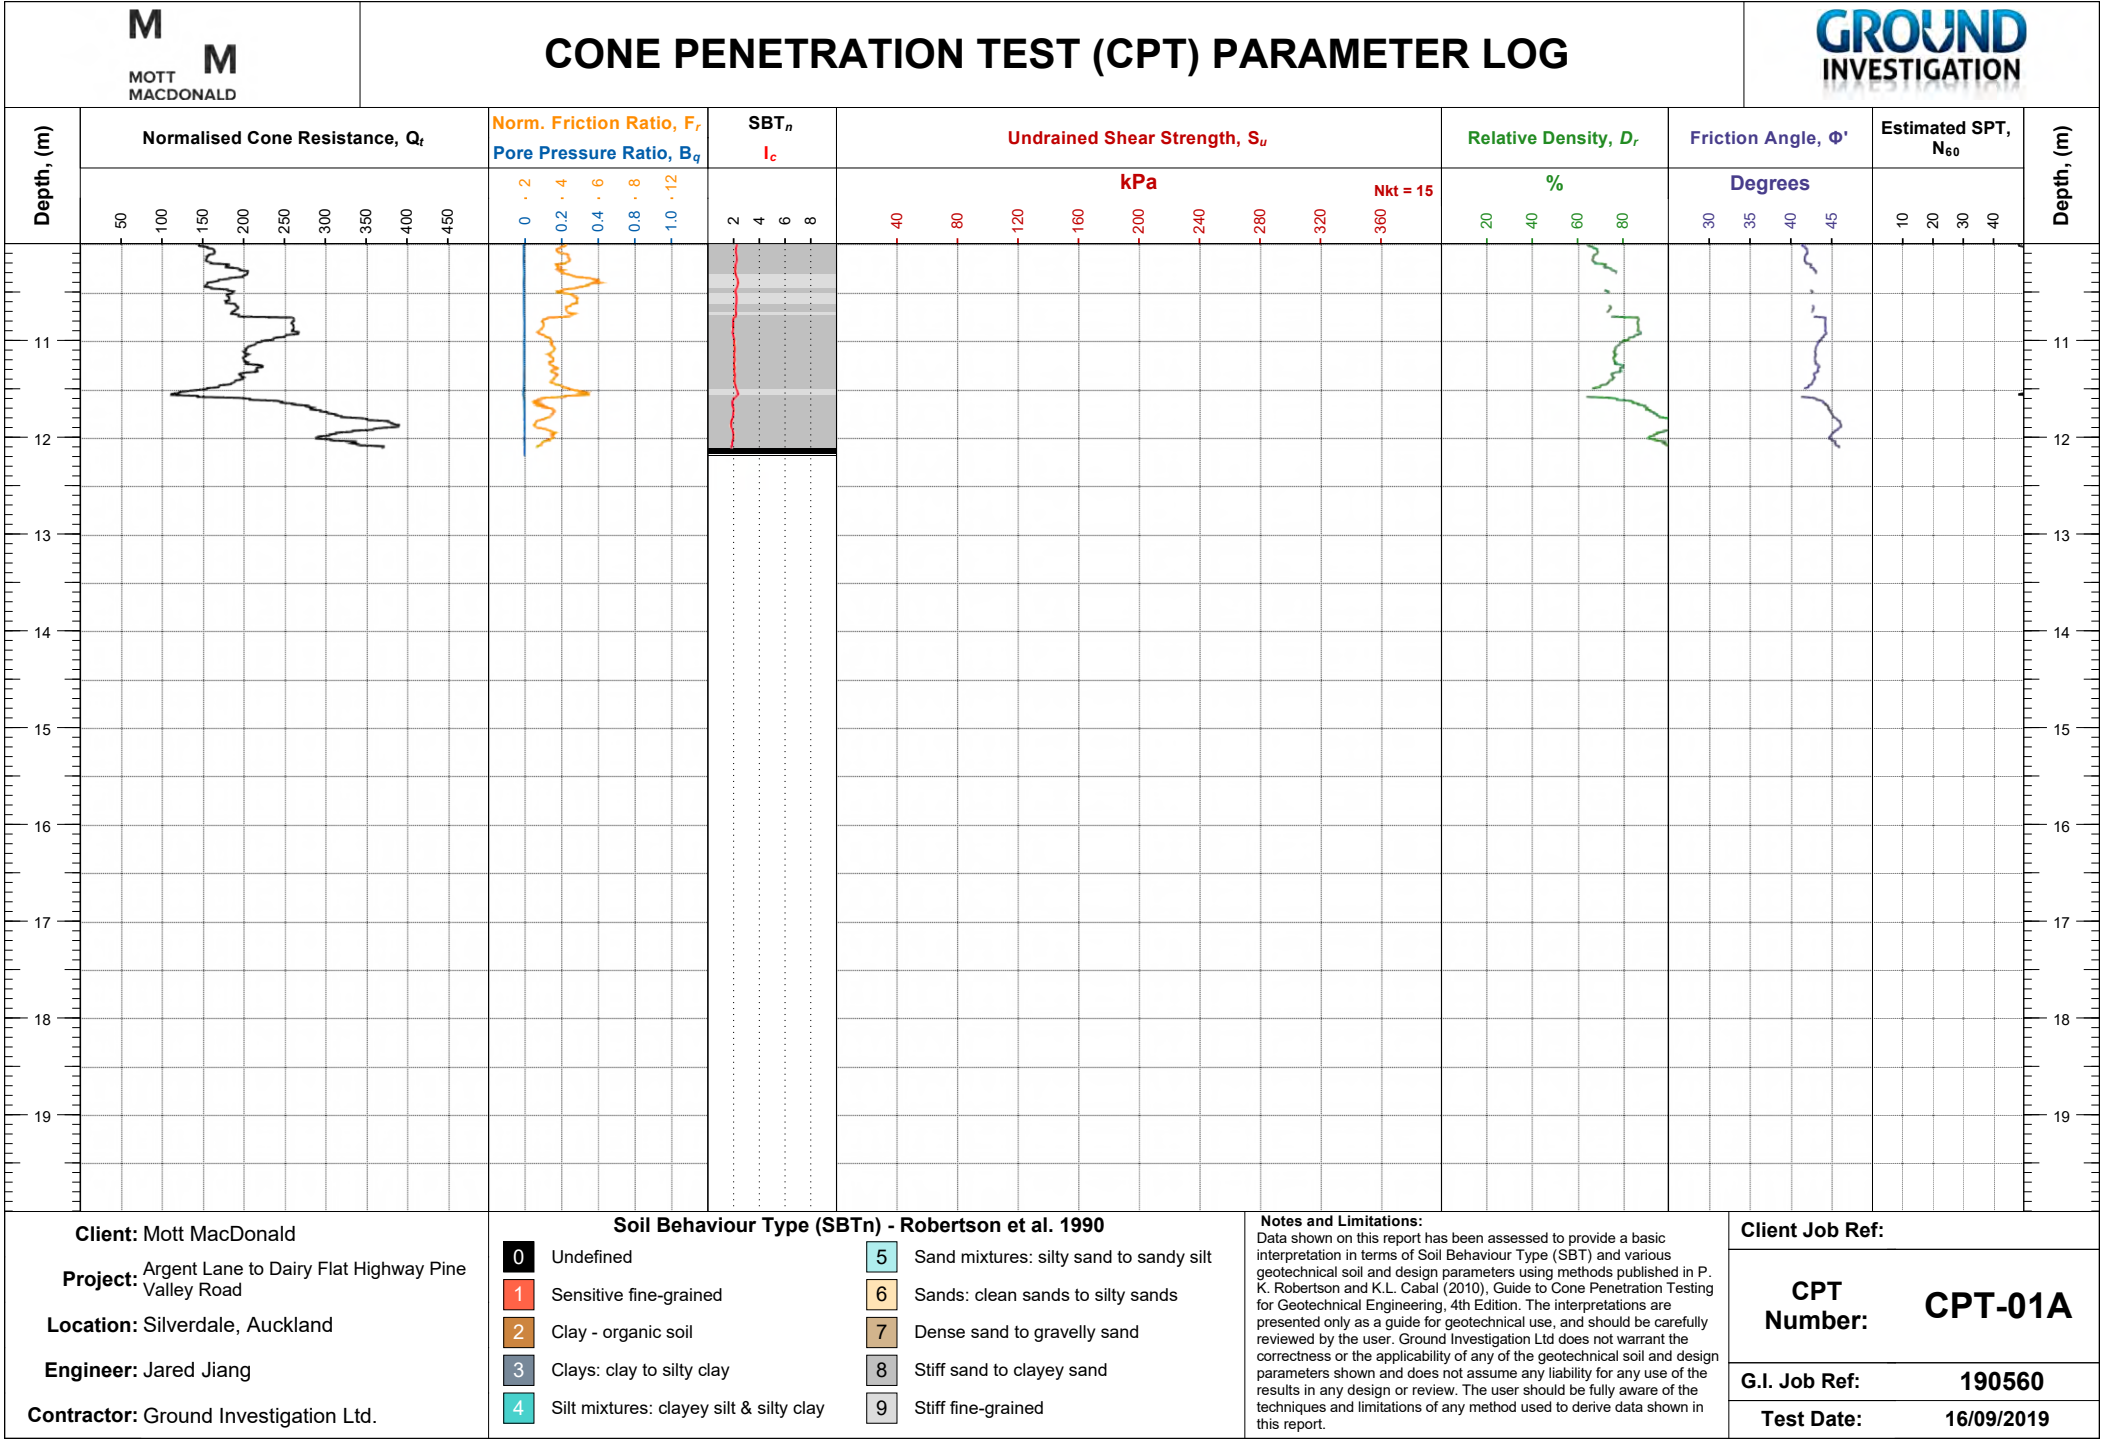 M
M
MOTT
MACDONALD
CONE PENETRATION TEST (CPT) PARAMETER LOG
GROUND
INVESTIGATION
Depth, (m)
Normalised Cone Resistance, Qt
Norm. Friction Ratio, Fr
Pore Pressure Ratio, Bq
SBTn
Ic
Undrained Shear Strength, Su
Relative Density, Dr
Friction Angle, Φ'
Estimated SPT,
N60
Depth, (m)
kPa
Nkt = 15
%
Degrees
50 100 150 200 250 300 350 400 450
2 4 6 8 12
0 0.2 0.4 0.8 1.0
2 4 6 8
40 80 120 160 200 240 280 320 360
20 40 60 80
30 35 40 45
10 20 30 40
11 11
12 12
13 13
14 14
15 15
16 16
17 17
18 18
19 19
Client: Mott MacDonald
Project: Argent Lane to Dairy Flat Highway Pine
Valley Road
Location: Silverdale, Auckland
Engineer: Jared Jiang
Contractor: Ground Investigation Ltd.
Soil Behaviour Type (SBTn) - Robertson et al. 1990
0 Undefined
1 Sensitive fine-grained
2 Clay - organic soil
3 Clays: clay to silty clay
4 Silt mixtures: clayey silt & silty clay
5 Sand mixtures: silty sand to sandy silt
6 Sands: clean sands to silty sands
7 Dense sand to gravelly sand
8 Stiff sand to clayey sand
9 Stiff fine-grained
Notes and Limitations:
Data shown on this report has been assessed to provide a basic
interpretation in terms of Soil Behaviour Type (SBT) and various
geotechnical soil and design parameters using methods published in P.
K. Robertson and K.L. Cabal (2010), Guide to Cone Penetration Testing
for Geotechnical Engineering, 4th Edition. The interpretations are
presented only as a guide for geotechnical use, and should be carefully
reviewed by the user. Ground Investigation Ltd does not warrant the
correctness or the applicability of any of the geotechnical soil and design
parameters shown and does not assume any liability for any use of the
results in any design or review. The user should be fully aware of the
techniques and limitations of any method used to derive data shown in
this report.
Client Job Ref:
CPT
Number:
CPT-01A
G.I. Job Ref: 190560
Test Date: 16/09/2019